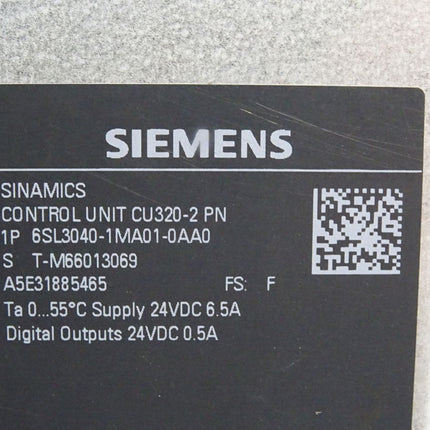 SIEMENS
SINAMICS
CONTROL UNIT CU320-2 PN
1P 6SL3040-1MA01-0AA0
S T-M66013069
A5E31885465 FS: F
Ta 0...55°C Supply 24VDC 6.5A
Digital Outputs 24VDC 0.5A